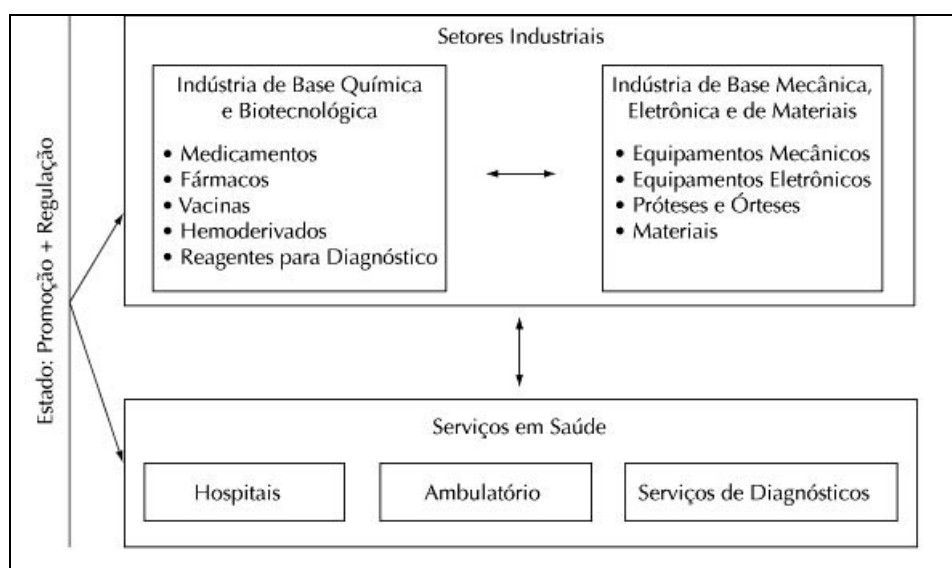 Estado: Promoção + Regulação
Setores Industriais
Indústria de Base Química
e Biotecnológica
• Medicamentos
• Fármacos
• Vacinas
• Hemoderivados
• Reagentes para Diagnóstico
Indústria de Base Mecânica,
Eletrônica e de Materiais
• Equipamentos Mecânicos
• Equipamentos Eletrônicos
• Próteses e Órteses
• Materiais
Serviços em Saúde
Hospitais
Ambulatório
Serviços de Diagnósticos